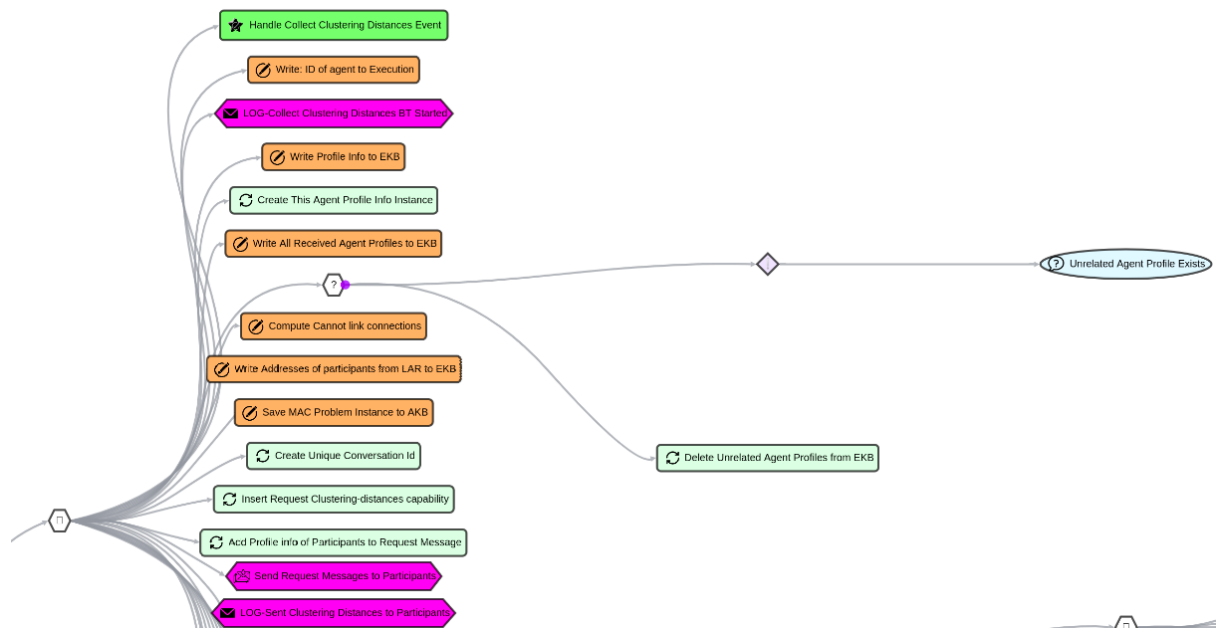 Handle Collect Clustering Distances Event
Write: ID of agent to Execution
LOG-Collect Clustering Distances BT Started
Write Profile Info to EKB
Create This Agent Profile Info Instance
Write All Received Agent Profiles to EKB
? Unrelated Agent Profile Exists
?
Compute Cannot link connections
Write Addresses of participants from LAR to EKB
Save MAC Problem Instance to AKB
Create Unique Conversation Id
Delete Unrelated Agent Profiles from EKB
Insert Request Clustering-distances capability
Add Profile info of Participants to Request Message
Send Request Messages to Participants
LOG-Sent Clustering Distances to Participants